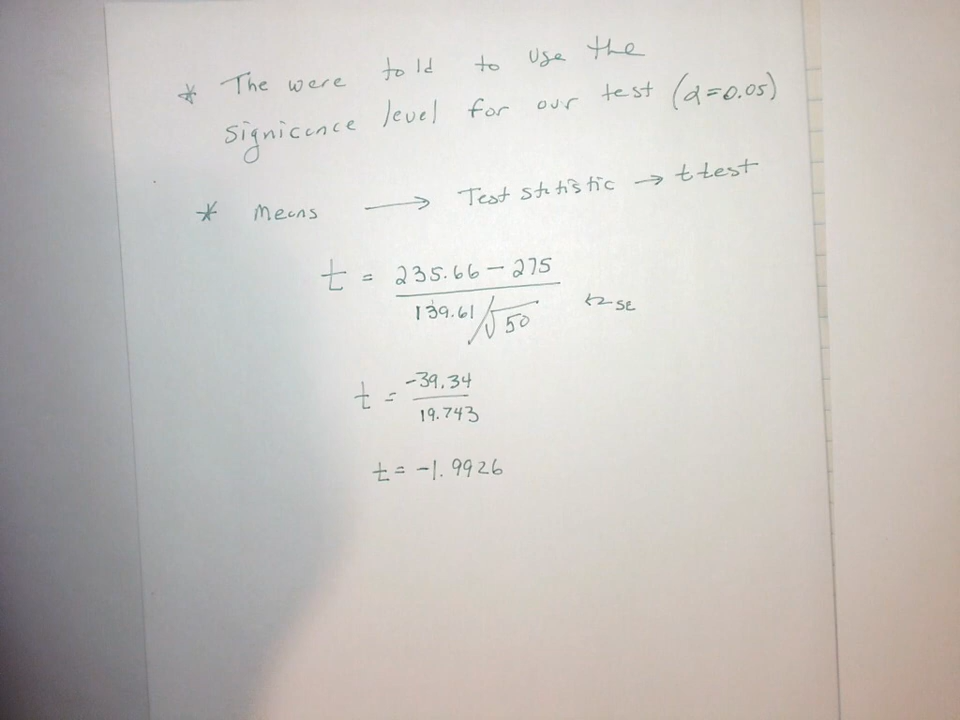 * The were told to use the
Signicence level for our test (α=0.05)
* Means → Test statistic → t test
t = 235.66 - 275
139.61/√50 ← SE
t = -39.34
19.743
t = -1.9926